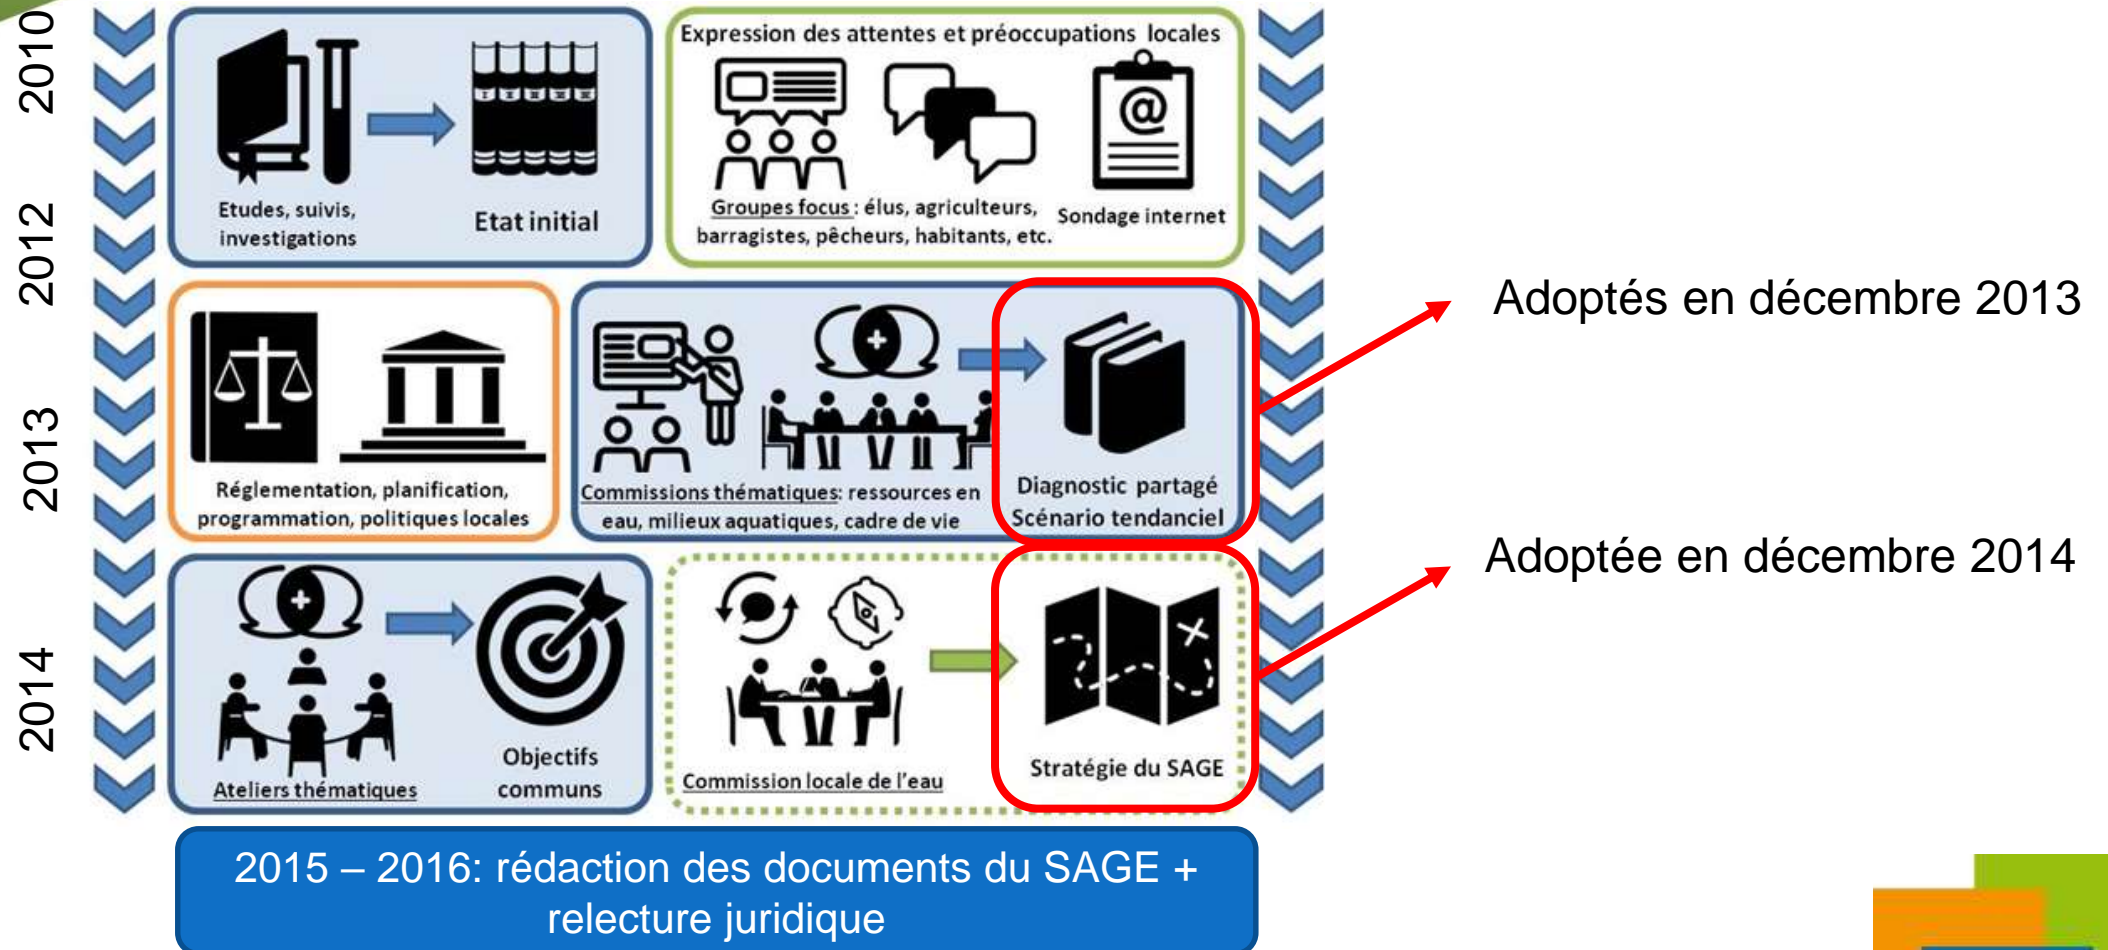 2010
2012
2013
2014
Expression des attentes et préoccupations locales
Etudes, suivis,
investigations
Etat initial
I II III IV V
@
Groupes focus : élus, agriculteurs,
barragistes, pêcheurs, habitants, etc.
Sondage internet
Réglementation, planification,
programmation, politiques locales
Commissions thématiques: ressources en
eau, milieux aquatiques, cadre de vie
Diagnostic partagé
Scénario tendanciel
Adoptés en décembre 2013
Ateliers thématiques
Objectifs
communs
Commission locale de l'eau
Stratégie du SAGE
Adoptée en décembre 2014
2015 – 2016: rédaction des documents du SAGE +
relecture juridique